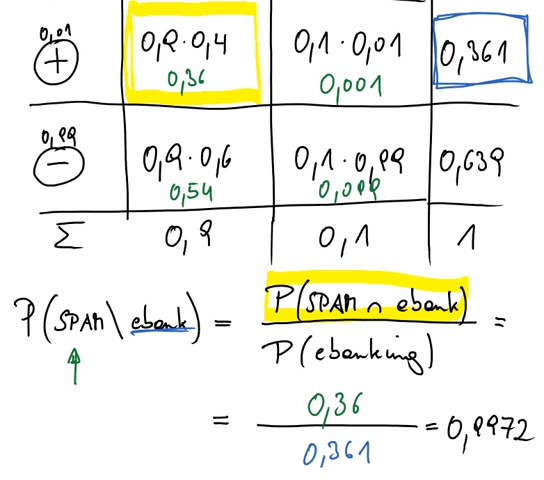 0,01
+ 0,9 · 0,4 0,1 · 0,01 0,361
0,36 0,001
0,99
− 0,9 · 0,6 0,1 · 0,99 0,639
0,54 0,099
Σ 0,9 0,1 1
P(SPAM \ ebank) = P(SPAM ∩ ebank) =
P(ebanking)
= 0,36 = 0,9972
0,361